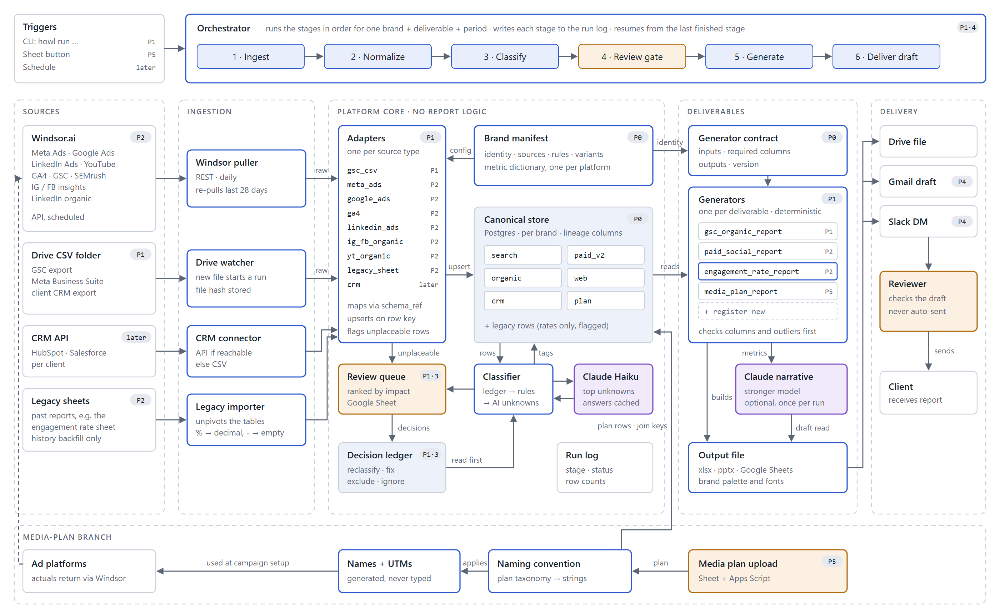 Triggers
CLI: howl run ... P1
Sheet button P5
Schedule later
Orchestrator runs the stages in order for one brand + deliverable + period · writes each stage to the run log · resumes from the last finished stage P1·4
1 · Ingest
2 · Normalize
3 · Classify
4 · Review gate
5 · Generate
6 · Deliver draft
SOURCES
Windsor.ai P2
Meta Ads · Google Ads
LinkedIn Ads · YouTube
GA4 · GSC · SEMrush
IG / FB insights
LinkedIn organic
API, scheduled
Drive CSV folder P1
GSC export
Meta Business Suite
client CRM export
CRM API later
HubSpot · Salesforce
per client
Legacy sheets P2
past reports, e.g. the
engagement rate sheet
history backfill only
INGESTION
Windsor puller
REST · daily
re-pulls last 28 days
Drive watcher
new file starts a run
file hash stored
CRM connector
API if reachable
else CSV
Legacy importer
unpivots the tables
% → decimal, - → empty
raw
raw
PLATFORM CORE · NO REPORT LOGIC
Adapters P1
one per source type
gsc_csv P1
meta_ads P2
google_ads P2
ga4 P2
linkedin_ads P2
ig_fb_organic P2
yt_organic P2
legacy_sheet P2
crm later
maps via schema_ref
upserts on row key
flags unplaceable rows
config
Brand manifest P0
identity · sources · rules · variants
metric dictionary, one per platform
identity
upsert
Canonical store P0
Postgres · per brand · lineage columns
search
paid_v2
organic
web
crm
plan
+ legacy rows (rates only, flagged)
reads
unplaceable
rows
tags
Review queue P1·3
ranked by impact
Google Sheet
Classifier
ledger → rules
→ AI unknowns
Claude Haiku
top unknowns
answers cached
decisions
plan rows · join keys
Decision ledger P1·3
reclassify · fix
exclude · ignore
read first
Run log
stage · status
row counts
DELIVERABLES
Generator contract P0
inputs · required columns
outputs · version
Generators P1
one per deliverable · deterministic
gsc_organic_report P1
paid_social_report P2
engagement_rate_report P2
media_plan_report P5
+ register new
checks columns and outliers first
metrics
builds
Claude narrative
stronger model
optional, once per run
draft read
Output file
xlsx · pptx · Google Sheets
brand palette and fonts
DELIVERY
Drive file
Gmail draft P4
Slack DM P4
Reviewer
checks the draft
never auto-sent
sends
Client
receives report
MEDIA-PLAN BRANCH
Ad platforms
actuals return via Windsor
used at campaign setup
Names + UTMs
generated, never typed
applies
Naming convention
plan taxonomy → strings
plan
Media plan upload P5
Sheet + Apps Script